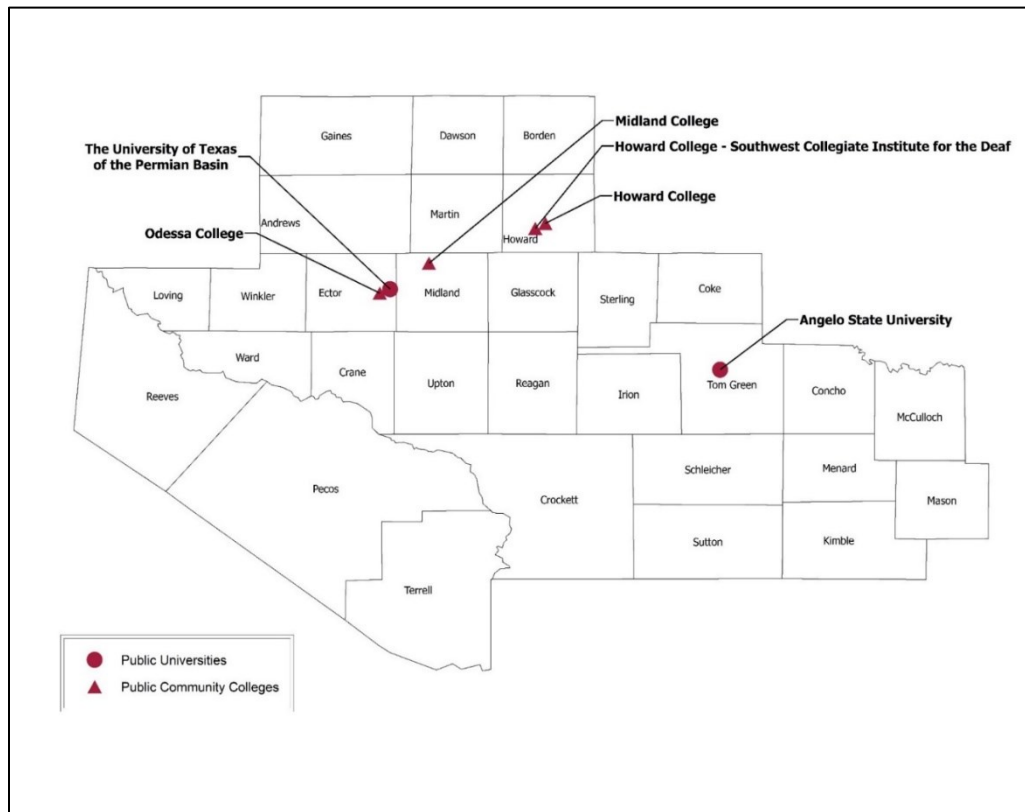 Gaines
Dawson
Borden
Midland College
The University of Texas
of the Permian Basin
Howard College - Southwest Collegiate Institute for the Deaf
Howard College
Andrews
Martin
Howard
Odessa College
Loving
Winkler
Ector
Midland
Glasscock
Sterling
Coke
Angelo State University
Ward
Crane
Upton
Reagan
Irion
Tom Green
Concho
McCulloch
Reeves
Pecos
Crockett
Schleicher
Menard
Mason
Sutton
Kimble
Terrell
Public Universities
Public Community Colleges